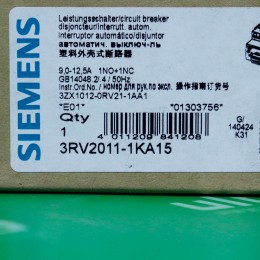 SIEMENS
Leistungsschalter/circuit breaker
disjoncteur/interrutt. autom.
interruptor automático/disjuntor
автоматич. выключ-ль
塑料外壳式断路器
9,0-12,5A 1NO+1NC
GB14048.2/ 4 / 50Hz
Instr.Ord.No./ номер для рук.по экспл. 操作指南订货号
3ZX1012-0RV21-1AA1
*E01* *01303756*
Qty
1
4 011209 841208
G/
140424
K31
3RV2011-1KA15